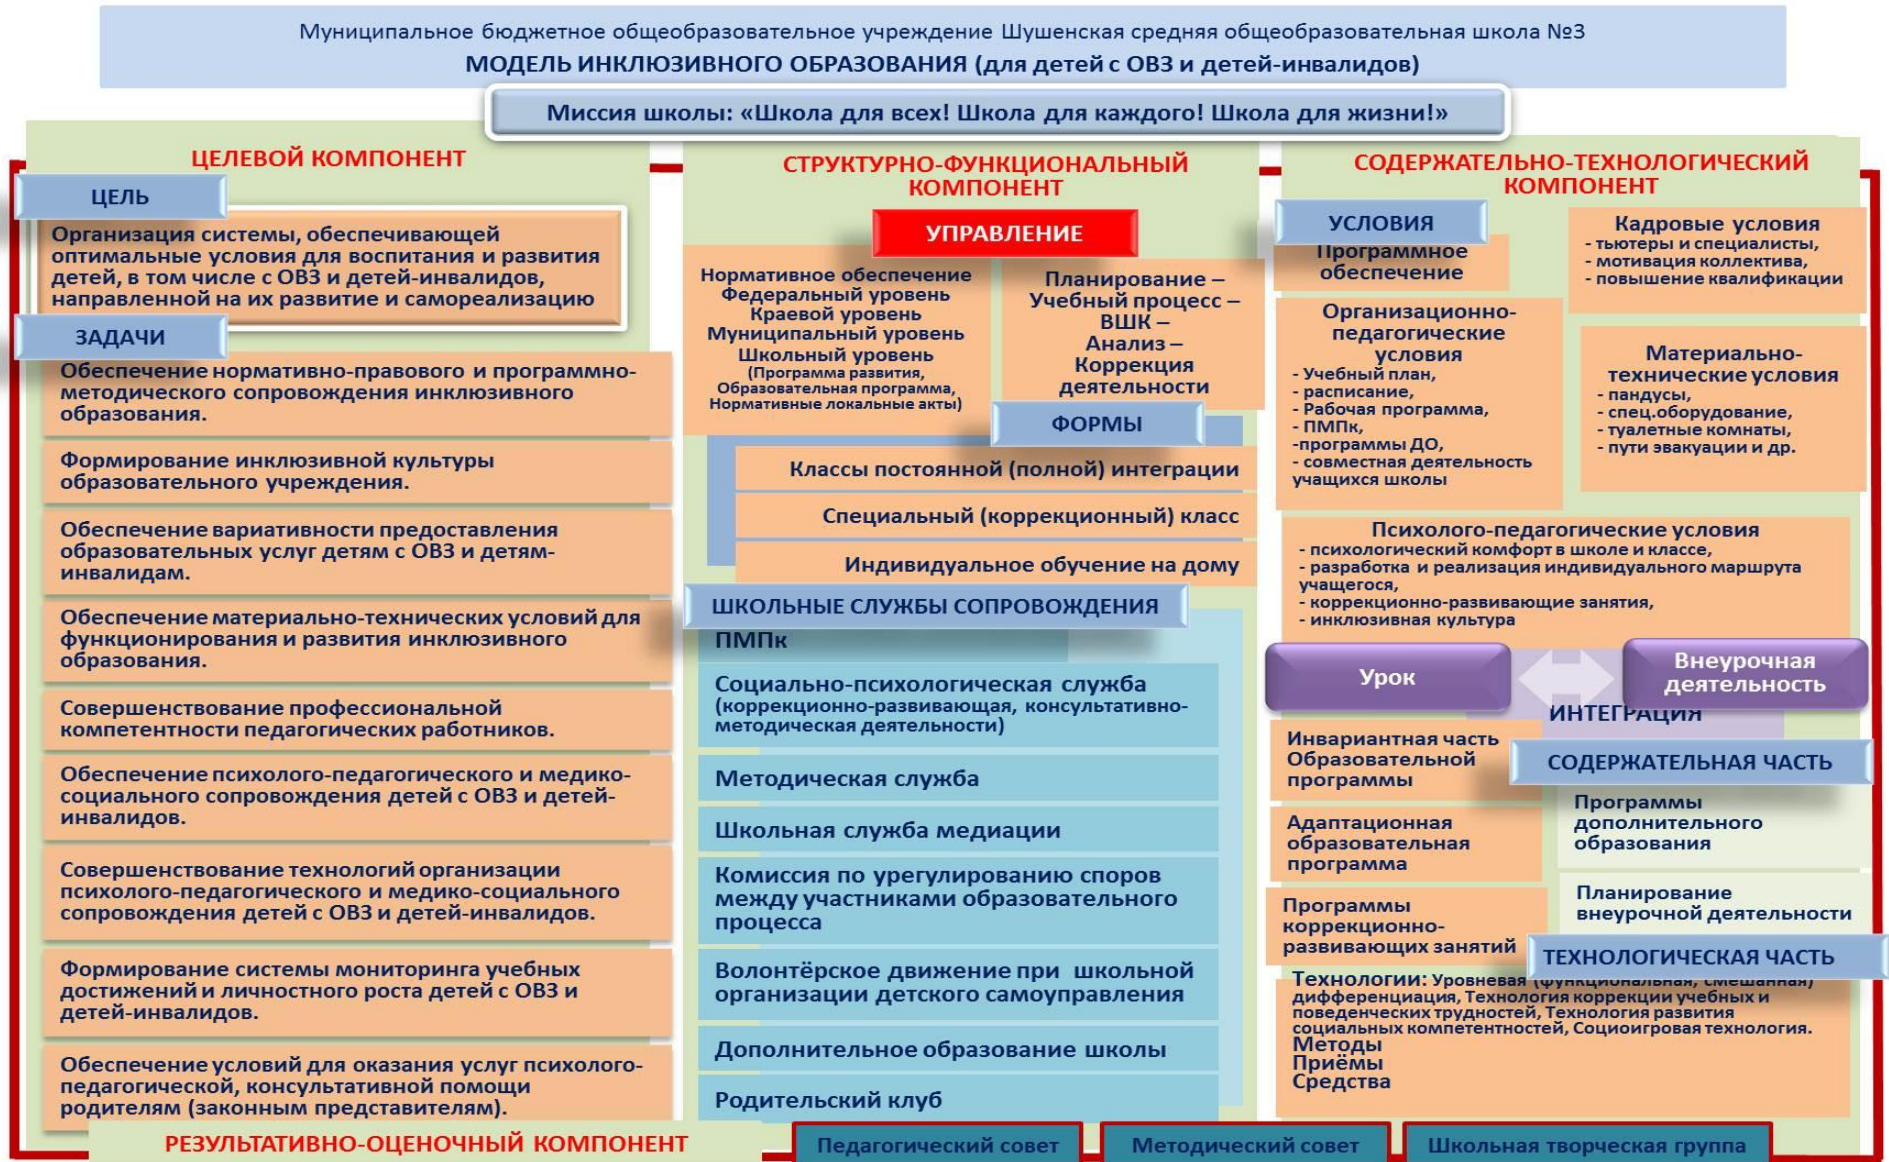 Муниципальное бюджетное общеобразовательное учреждение Шушенская средняя общеобразовательная школа №3
МОДЕЛЬ ИНКЛЮЗИВНОГО ОБРАЗОВАНИЯ (для детей с ОВЗ и детей-инвалидов)
Миссия школы: «Школа для всех! Школа для каждого! Школа для жизни!»
ЦЕЛЕВОЙ КОМПОНЕНТ
ЦЕЛЬ
Организация системы, обеспечивающей
оптимальные условия для воспитания и развития
детей, в том числе с ОВЗ и детей-инвалидов,
направленной на их развитие и самореализацию
ЗАДАЧИ
Обеспечение нормативно-правового и программно-
методического сопровождения инклюзивного
образования.
Формирование инклюзивной культуры
образовательного учреждения.
Обеспечение вариативности предоставления
образовательных услуг детям с ОВЗ и детям-
инвалидам.
Обеспечение материально-технических условий для
функционирования и развития инклюзивного
образования.
Совершенствование профессиональной
компетентности педагогических работников.
Обеспечение психолого-педагогического и медико-
социального сопровождения детей с ОВЗ и детей-
инвалидов.
Совершенствование технологий организации
психолого-педагогического и медико-социального
сопровождения детей с ОВЗ и детей-инвалидов.
Формирование системы мониторинга учебных
достижений и личностного роста детей с ОВЗ и
детей-инвалидов.
Обеспечение условий для оказания услуг психолого-
педагогической, консультативной помощи
родителям (законным представителям).
СТРУКТУРНО-ФУНКЦИОНАЛЬНЫЙ
КОМПОНЕНТ
УПРАВЛЕНИЕ
Нормативное обеспечение
Федеральный уровень
Краевой уровень
Муниципальный уровень
Школьный уровень
(Программа развития,
Образовательная программа,
Нормативные локальные акты)
Планирование –
Учебный процесс –
ВШК –
Анализ –
Коррекция
деятельности
ФОРМЫ
Классы постоянной (полной) интеграции
Специальный (коррекционный) класс
Индивидуальное обучение на дому
ШКОЛЬНЫЕ СЛУЖБЫ СОПРОВОЖДЕНИЯ
ПМПк
Социально-психологическая служба
(коррекционно-развивающая, консультативно-
методическая деятельности)
Методическая служба
Школьная служба медиации
Комиссия по урегулированию споров
между участниками образовательного
процесса
Волонтёрское движение при школьной
организации детского самоуправления
Дополнительное образование школы
Родительский клуб
СОДЕРЖАТЕЛЬНО-ТЕХНОЛОГИЧЕСКИЙ
КОМПОНЕНТ
УСЛОВИЯ
Программное
обеспечение
Кадровые условия
- тьютеры и специалисты,
- мотивация коллектива,
- повышение квалификации
Организационно-
педагогические
условия
- Учебный план,
- расписание,
- Рабочая программа,
- ПМПк,
-программы ДО,
- совместная деятельность
учащихся школы
Материально-
технические условия
- пандусы,
- спец.оборудование,
- туалетные комнаты,
- пути эвакуации и др.
Психолого-педагогические условия
- психологический комфорт в школе и классе,
- разработка и реализация индивидуального маршрута
учащегося,
- коррекционно-развивающие занятия,
- инклюзивная культура
Урок
Внеурочная
деятельность
ИНТЕГРАЦИЯ
Инвариантная часть
Образовательной
программы
СОДЕРЖАТЕЛЬНАЯ ЧАСТЬ
Адаптационная
образовательная
программа
Программы
дополнительного
образования
Программы
коррекционно-
развивающих занятий
Планирование
внеурочной деятельности
ТЕХНОЛОГИЧЕСКАЯ ЧАСТЬ
Технологии: Уровневая (функциональная, смешанная)
дифференциация, Технология коррекции учебных и
поведенческих трудностей, Технология развития
социальных компетентностей, Социоигровая технология.
Методы
Приёмы
Средства
РЕЗУЛЬТАТИВНО-ОЦЕНОЧНЫЙ КОМПОНЕНТ
Педагогический совет
Методический совет
Школьная творческая группа